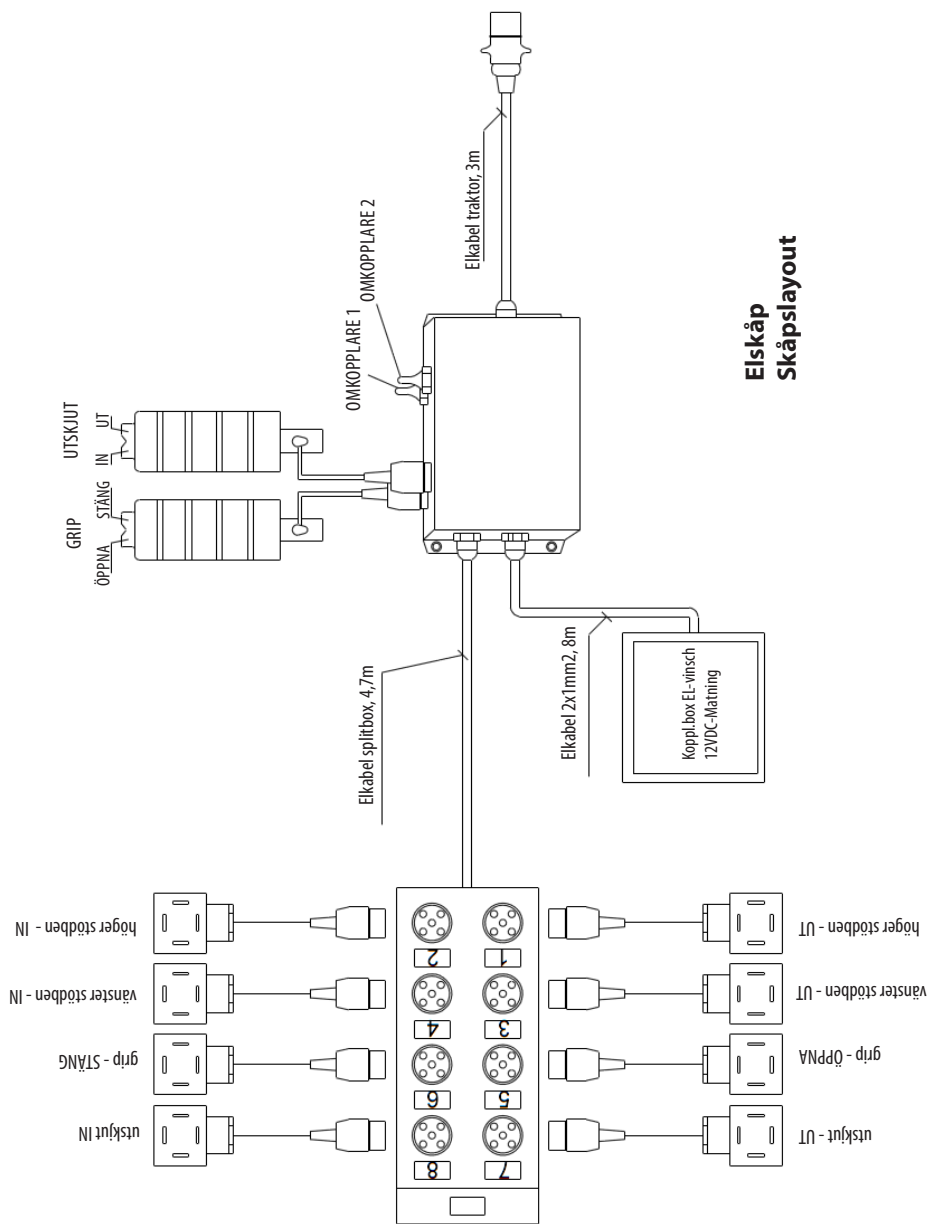 Elskåp
Skåpslayout
GRIP
ÖPPNA
STÄNG
UTSKJUT
IN
UT
OMKOPPLARE 1
OMKOPPLARE 2
Elkabel traktor, 3m
Elkabel splitbox, 4,7m
Elkabel 2x1mm2, 8m
Koppl.box EL-vinsch
12VDC-Matning
höger stödben - IN
vänster stödben - IN
grip - STÄNG
utskjut IN
2
4
6
8
1
3
5
7
höger stödben - UT
vänster stödben - UT
grip - ÖPPNA
utskjut - UT